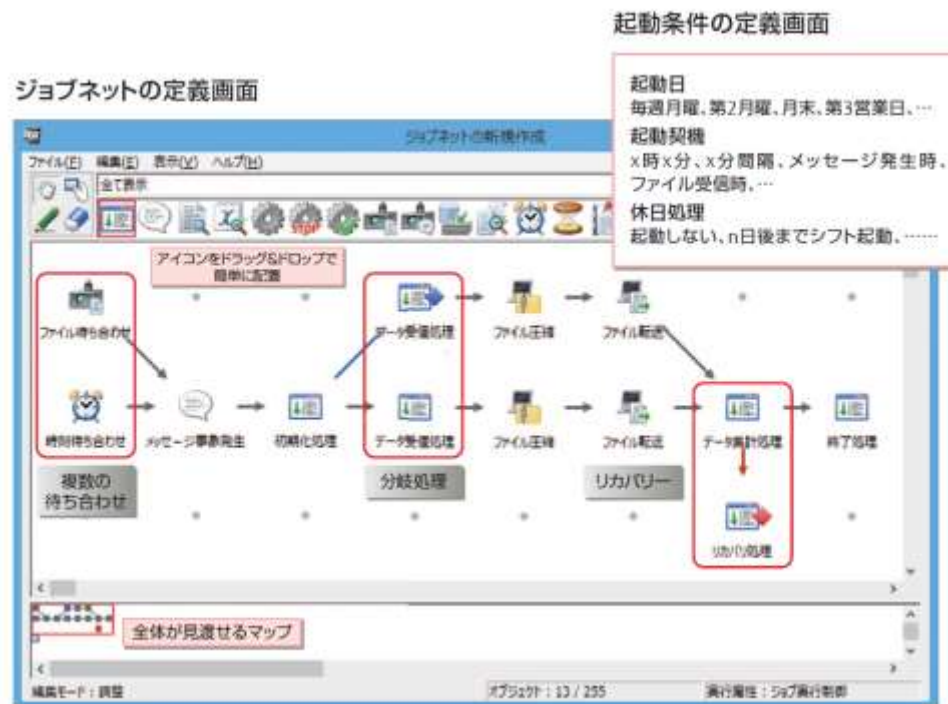 起動条件の定義画面
起動日
毎週月曜、第2月曜、月末、第3営業日、…
起動契機
x時x分、x分間隔、メッセージ発生時、
ファイル受信時、…
休日処理
起動しない、n日後までシフト起動、……
ジョブネットの定義画面
ジョブネットの新規作成
ファイル(F) 編集(E) 表示(V) ヘルプ(H)
全て表示
STOP
アイコンをドラッグ&ドロップで
簡単に配置
ファイル待ち合わせ
データ受信処理
ファイル圧縮
ファイル転送
時刻待ち合わせ
メッセージ事象発生
初期化処理
データ受信処理
ファイル圧縮
ファイル転送
データ集計処理
終了処理
複数の
待ち合わせ
分岐処理
リカバリー
リカバリ処理
全体が見渡せるマップ
編集モード:調整
オブジェクト:13 / 255
実行属性:ジョブ実行制御